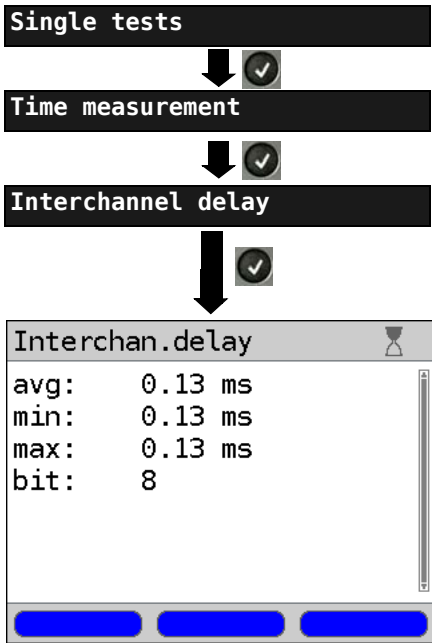 Single tests
Time measurement
Interchannel delay
Interchan.delay
avg: 0.13 ms
min: 0.13 ms
max: 0.13 ms
bit: 8